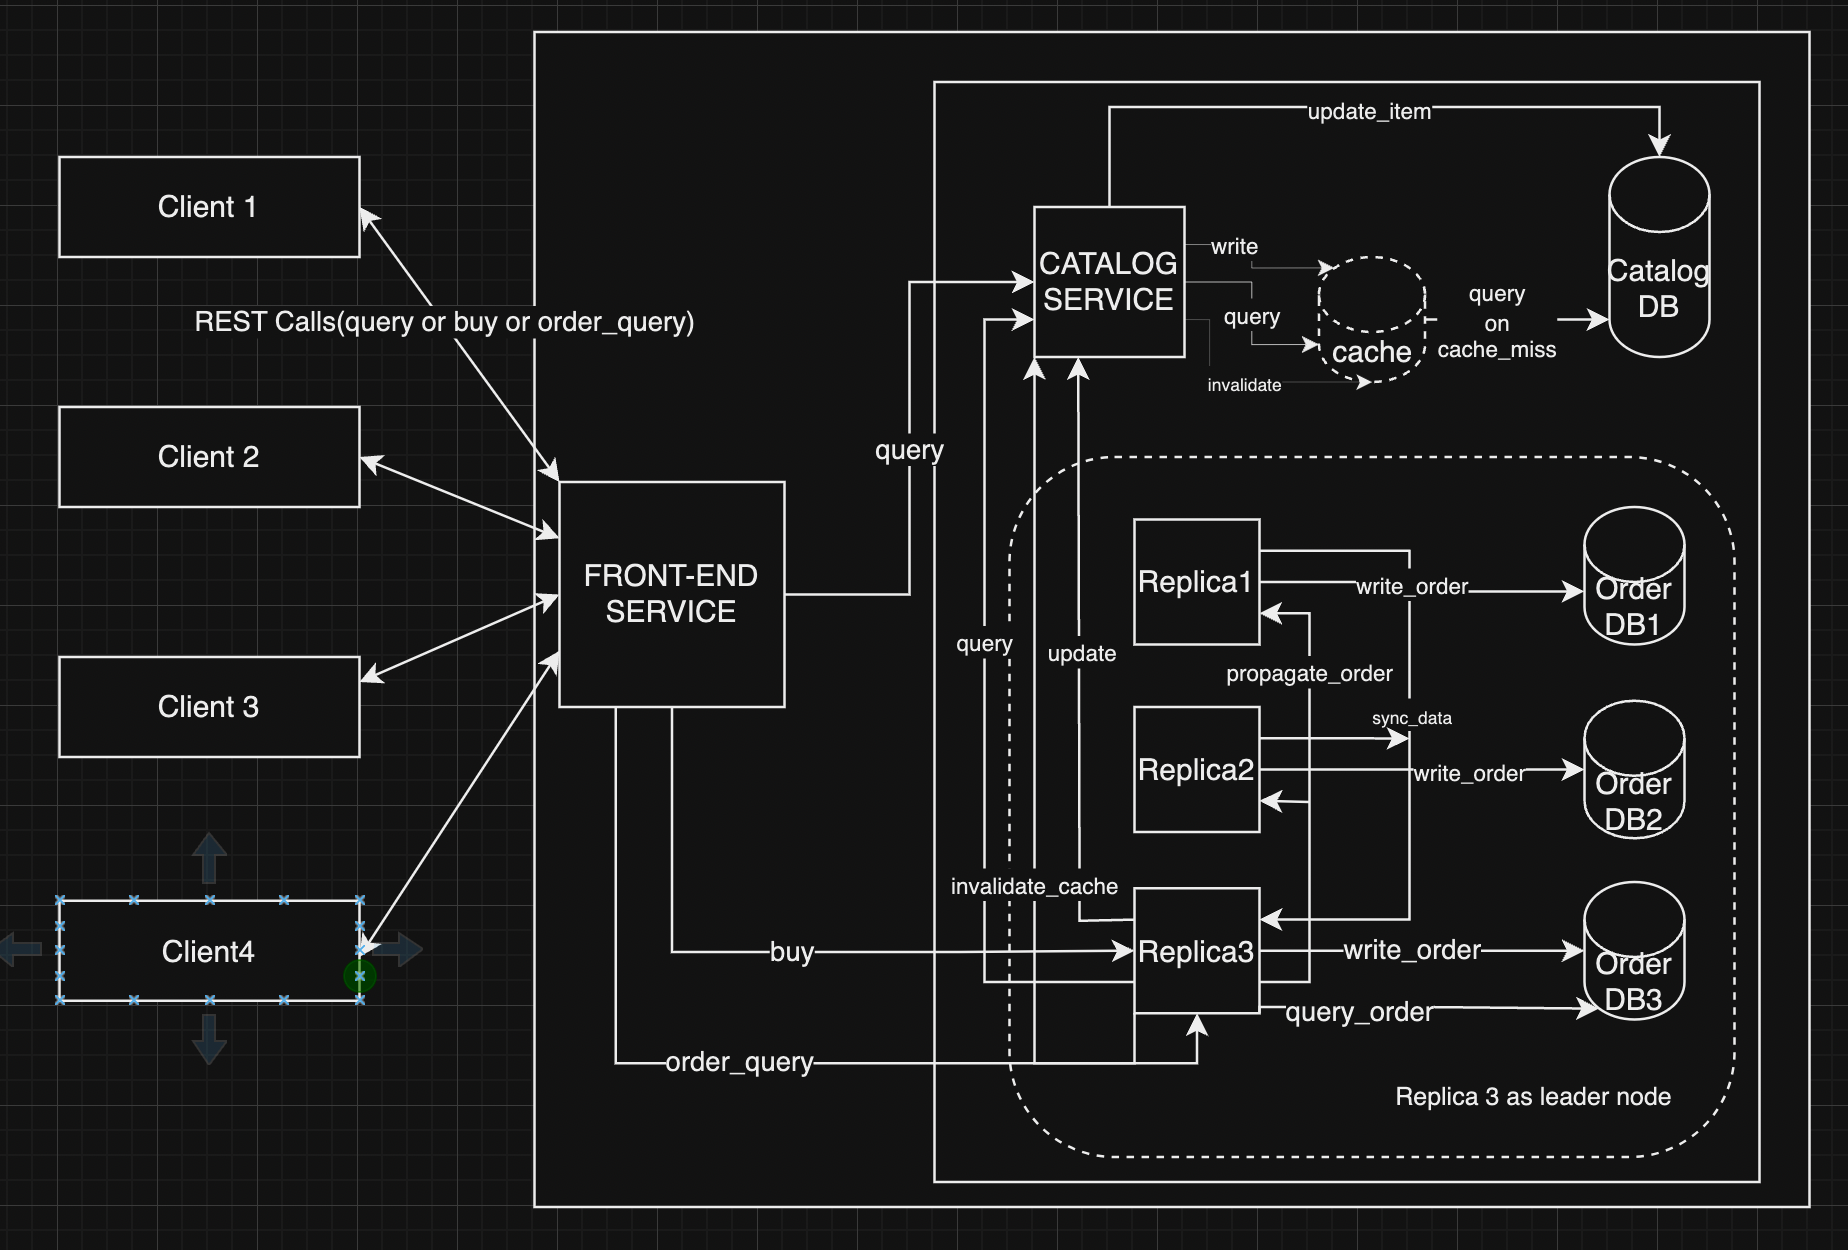 update_item
Client 1
CATALOG
SERVICE
write
query
invalidate
cache
query
on
cache_miss
Catalog
DB
REST Calls(query or buy or order_query)
Client 2
query
FRONT-END
SERVICE
Replica1
write_order
Order
DB1
query
update
propagate_order
Client 3
sync_data
Replica2
write_order
Order
DB2
invalidate_cache
Client4
buy
Replica3
write_order
Order
DB3
query_order
order_query
Replica 3 as leader node